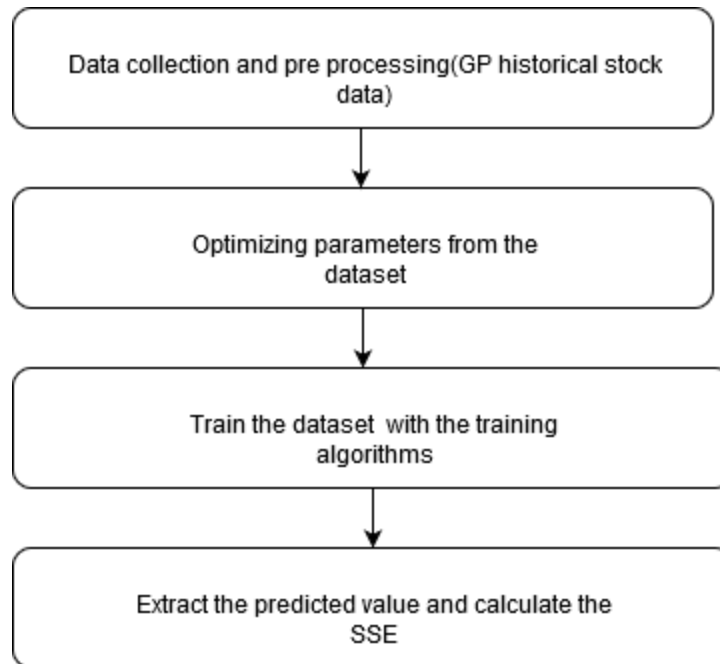 Data collection and pre processing(GP historical stock
data)
Optimizing parameters from the
dataset
Train the dataset with the training
algorithms
Extract the predicted value and calculate the
SSE